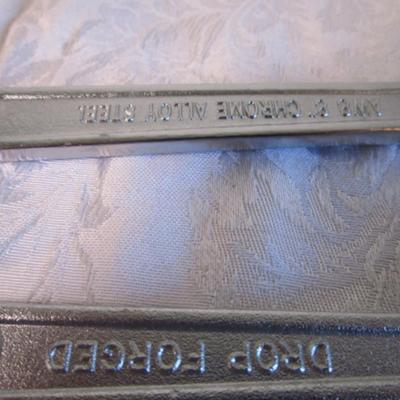 DROP FORGED
CHROME ALLOY STEEL